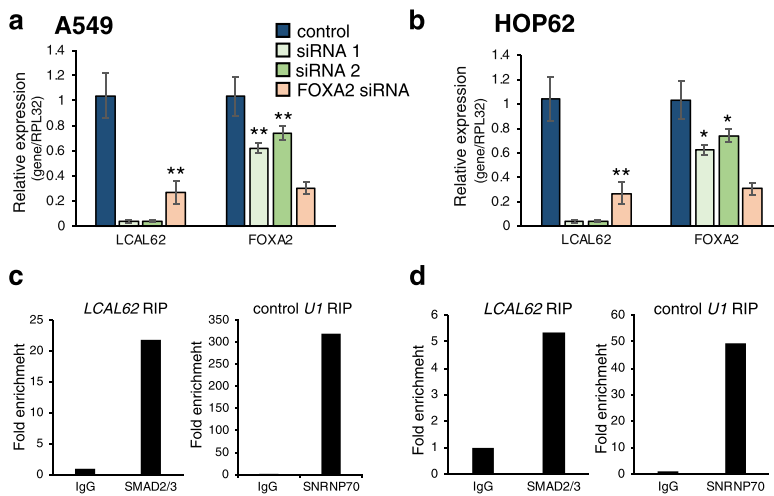 a
A549
control
siRNA 1
siRNA 2
FOXA2 siRNA
Relative expression
(gene/RPL32)
1.4
1.2
1
0.8
0.6
0.4
0.2
0
**
**
**
LCAL62
FOXA2
b
HOP62
Relative expression
(gene/RPL32)
1.4
1.2
1
0.8
0.6
0.4
0.2
0
**
*
*
LCAL62
FOXA2
c
LCAL62 RIP
Fold enrichmeht
25
20
15
10
5
0
IgG
SMAD2/3
control U1 RIP
Fold enrichmeht
350
300
250
200
150
100
50
0
IgG
SNRNP70
d
LCAL62 RIP
Fold enrichmeht
6
5
4
3
2
1
0
IgG
SMAD2/3
control U1 RIP
Fold enrichmeht
60
50
40
30
20
10
0
IgG
SNRNP70